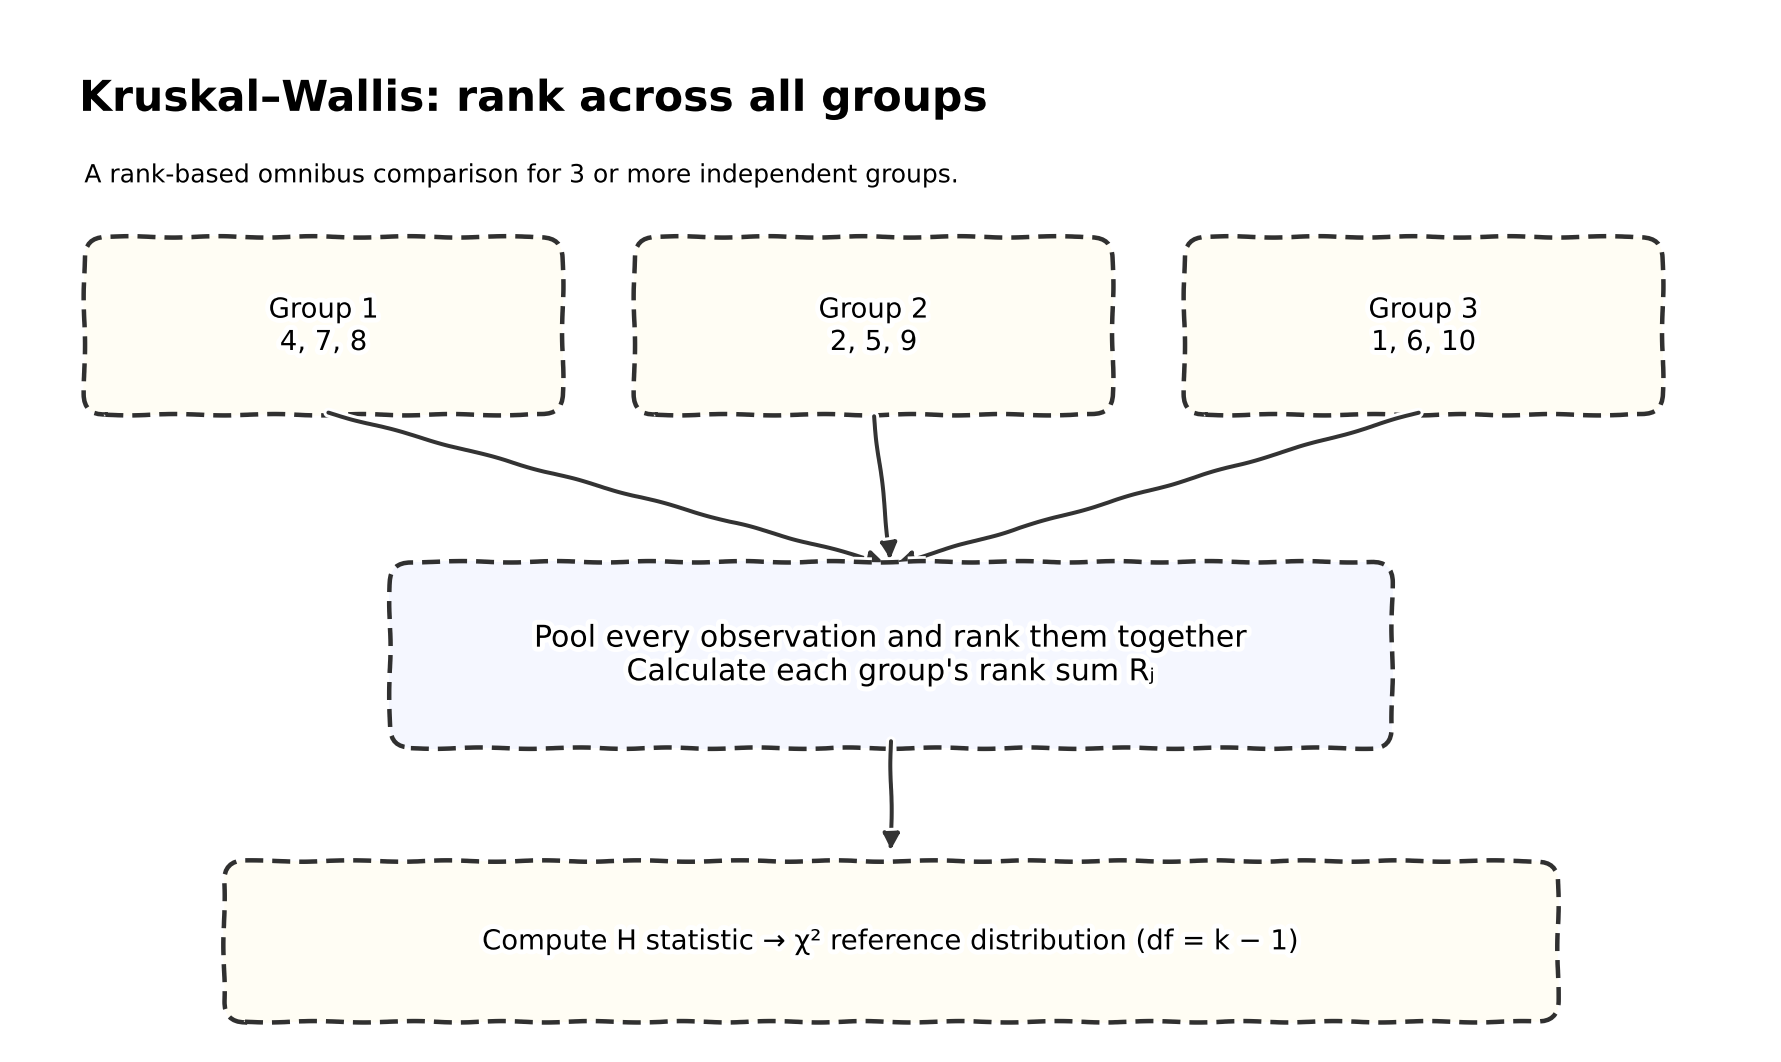 Kruskal–Wallis: rank across all groups
A rank-based omnibus comparison for 3 or more independent groups.
Group 1
4, 7, 8
Group 2
2, 5, 9
Group 3
1, 6, 10
Pool every observation and rank them together
Calculate each group's rank sum Rⱼ
Compute H statistic → χ² reference distribution (df = k − 1)